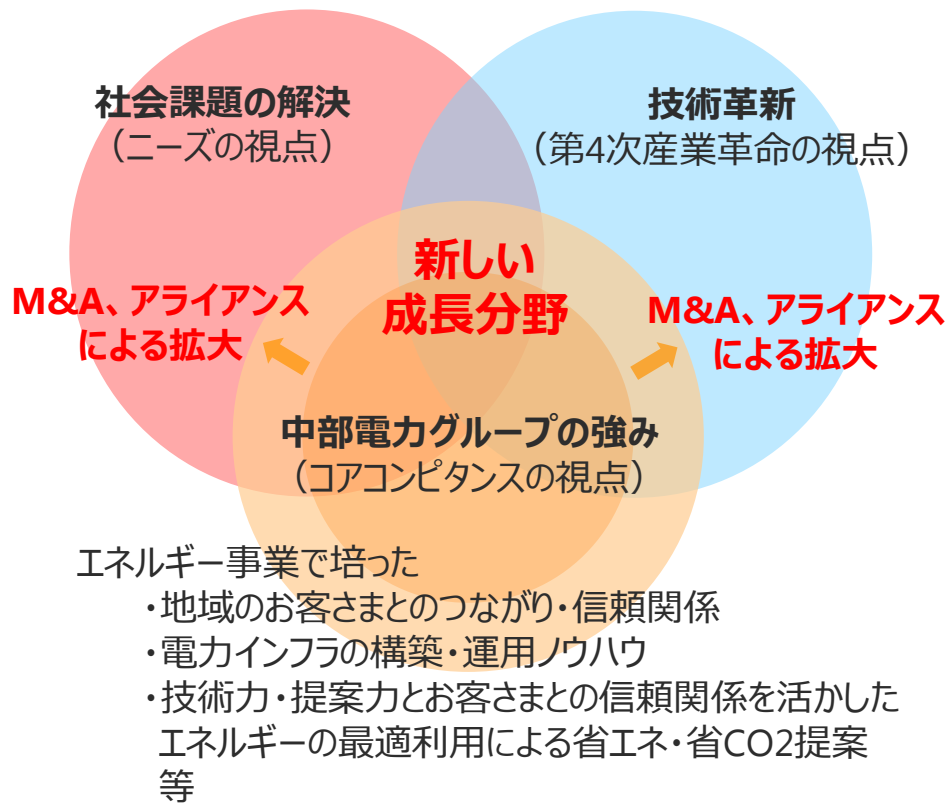 社会課題の解決
（ニーズの視点）
技術革新
（第4次産業革命の視点）
新しい
成長分野
M&A、アライアンス
による拡大
M&A、アライアンス
による拡大
中部電力グループの強み
（コアコンピタンスの視点）
エネルギー事業で培った
・地域のお客さまとのつながり・信頼関係
・電力インフラの構築・運用ノウハウ
・技術力・提案力とお客さまとの信頼関係を活かした
エネルギーの最適利用による省エネ・省CO2提案
等